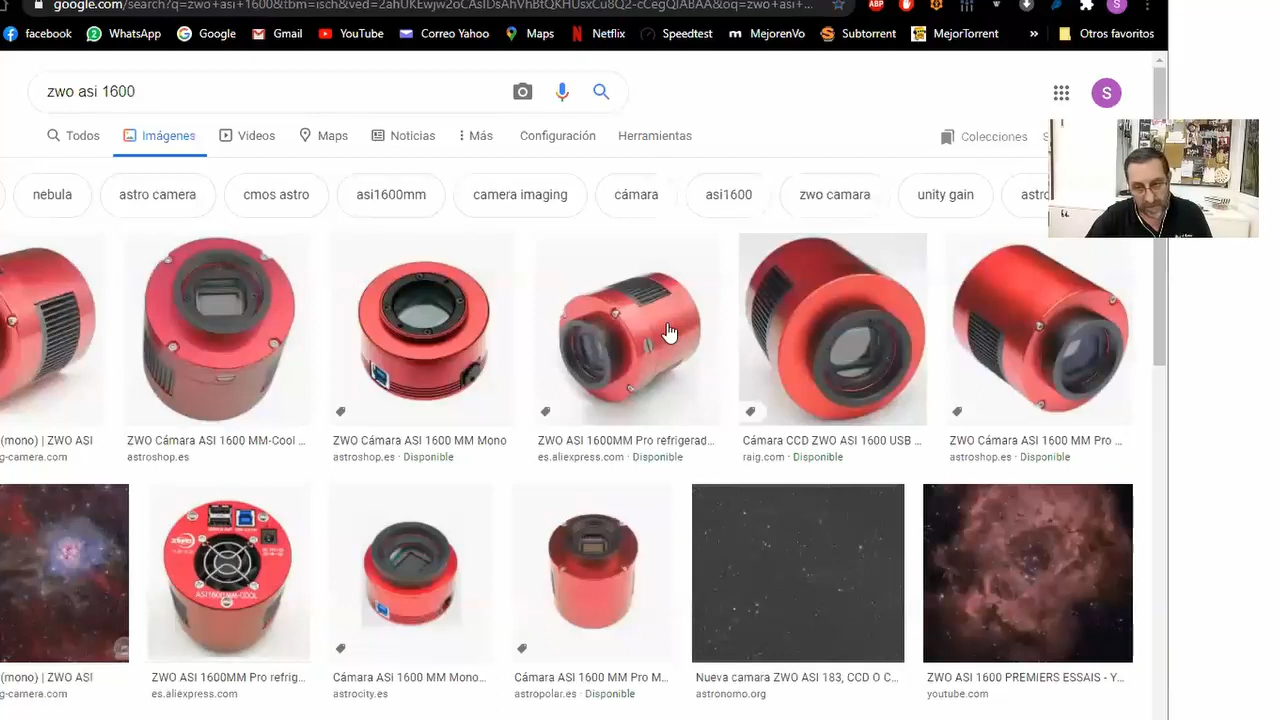 google.com/search?q=zwo+asi+1600&tbm=isch&ved=
facebook WhatsApp Google Gmail YouTube Correo Yahoo Maps Netflix Speedtest MejorenVo Subtorrent MejorTorrent » Otros favoritos
zwo asi 1600
S
Todos Imágenes Videos Maps Noticias Más Configuración Herramientas Colecciones S
nebula astro camera cmos astro asi1600mm camera imaging cámara asi1600 zwo camara unity gain astro
(mono) | ZWO ASI
g-camera.com
ZWO Cámara ASI 1600 MM-Cool ...
astroshop.es
ZWO Cámara ASI 1600 MM Mono
astroshop.es · Disponible
ZWO ASI 1600MM Pro refrigerad...
es.aliexpress.com · Disponible
Cámara CCD ZWO ASI 1600 USB ...
raig.com · Disponible
ZWO Cámara ASI 1600 MM Pro ...
astroshop.es · Disponible
ASI1600MM-COOL
(mono) | ZWO ASI
g-camera.com
ZWO ASI 1600MM Pro refrig...
es.aliexpress.com
Cámara ASI 1600 MM Mono...
astrocity.es
Cámara ASI 1600 MM Pro M...
astropolar.es · Disponible
Nueva camara ZWO ASI 183, CCD O C...
astronomo.org
ZWO ASI 1600 PREMIERS ESSAIS - Y...
youtube.com